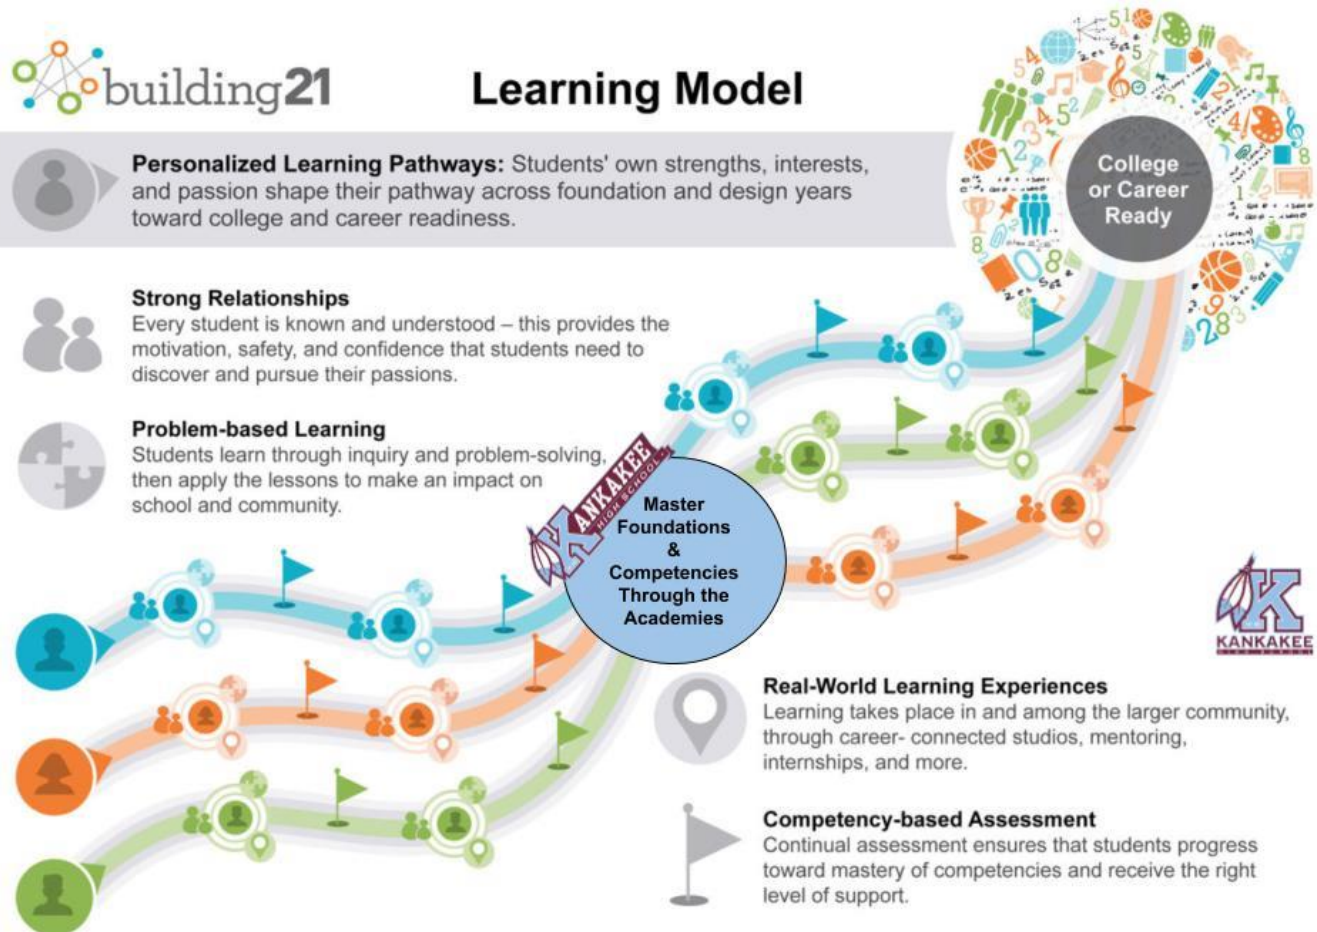 building21
Learning Model
Personalized Learning Pathways: Students' own strengths, interests,
and passion shape their pathway across foundation and design years
toward college and career readiness.
College
or Career
Ready
Strong Relationships
Every student is known and understood – this provides the
motivation, safety, and confidence that students need to
discover and pursue their passions.
Problem-based Learning
Students learn through inquiry and problem-solving,
then apply the lessons to make an impact on
school and community.
KANKAKEE
HIGH SCHOOL
Master
Foundations
&
Competencies
Through the
Academies
K
KANKAKEE
HIGH SCHOOL
Real-World Learning Experiences
Learning takes place in and among the larger community,
through career- connected studios, mentoring,
internships, and more.
Competency-based Assessment
Continual assessment ensures that students progress
toward mastery of competencies and receive the right
level of support.